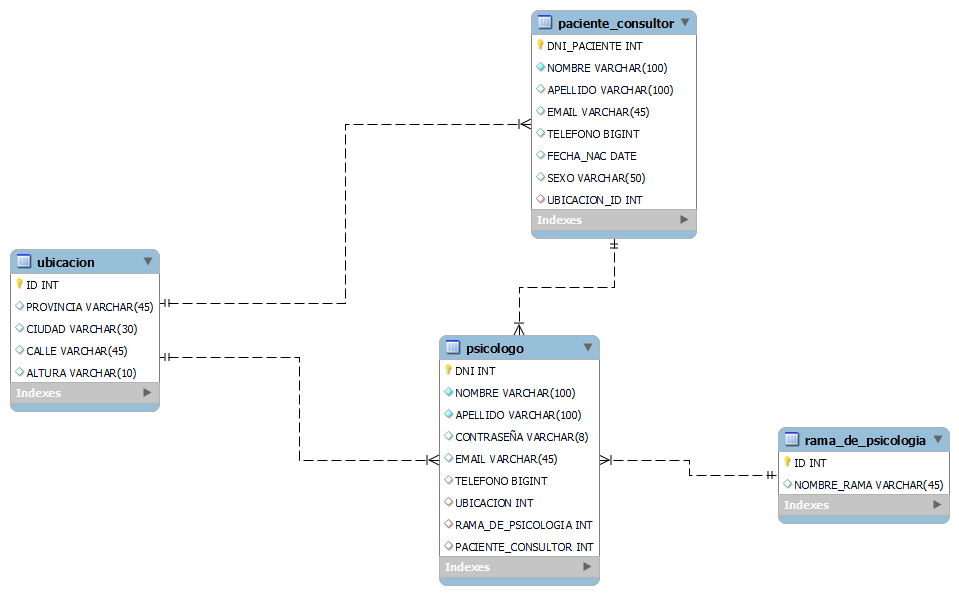 paciente_consultor
DNI_PACIENTE INT
NOMBRE VARCHAR(100)
APELLIDO VARCHAR(100)
EMAIL VARCHAR(45)
TELEFONO BIGINT
FECHA_NAC DATE
SEXO VARCHAR(50)
UBICACION_ID INT
Indexes
ubicacion
ID INT
PROVINCIA VARCHAR(45)
CIUDAD VARCHAR(30)
CALLE VARCHAR(45)
ALTURA VARCHAR(10)
Indexes
psicologo
DNI INT
NOMBRE VARCHAR(100)
APELLIDO VARCHAR(100)
CONTRASEÑA VARCHAR(8)
EMAIL VARCHAR(45)
TELEFONO BIGINT
UBICACION INT
RAMA_DE_PSICOLOGIA INT
PACIENTE_CONSULTOR INT
Indexes
rama_de_psicologia
ID INT
NOMBRE_RAMA VARCHAR(45)
Indexes